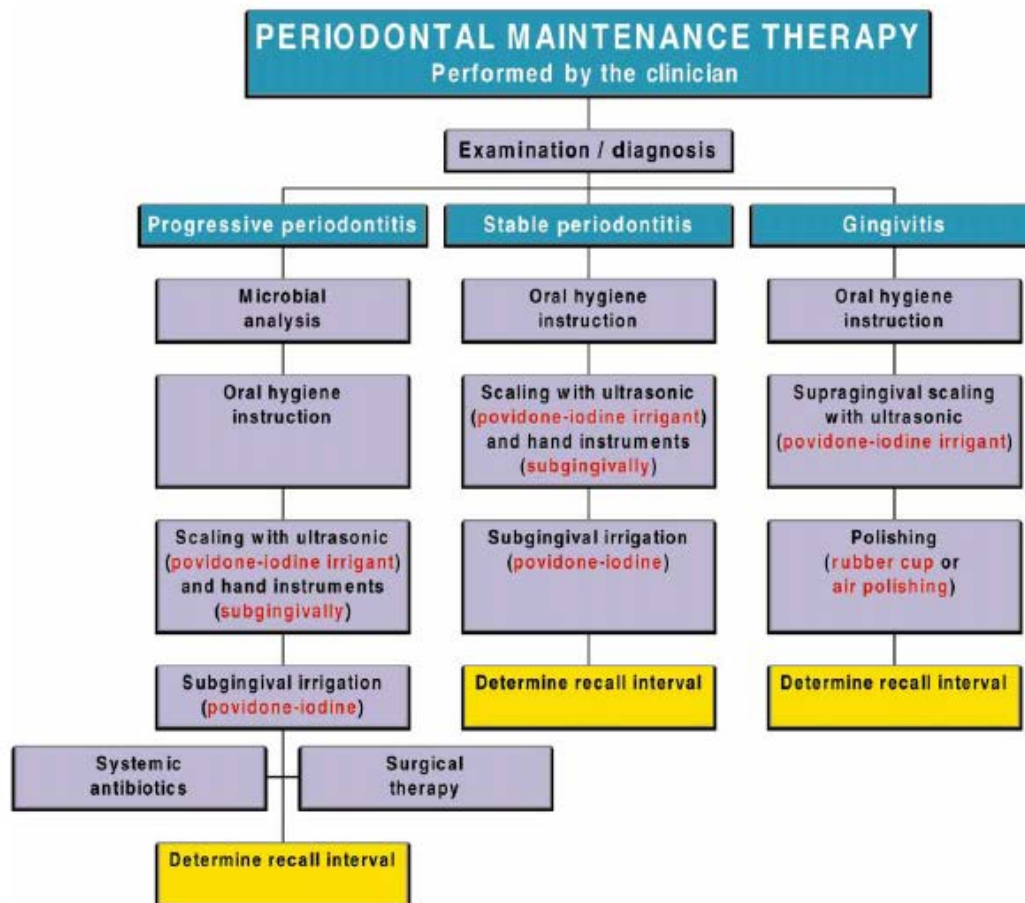 PERIODONTAL MAINTENANCE THERAPY
Performed by the clinician
Examination / diagnosis
Progressive periodontitis
Microbial
analysis
Oral hygiene
instruction
Scaling with ultrasonic
(povidone-iodine irrigant)
and hand instruments
(subgingivally)
Subgingival irrigation
(povidone-iodine)
Systemic
antibiotics
Surgical
therapy
Determine recall interval
Stable periodontitis
Oral hygiene
instruction
Scaling with ultrasonic
(povidone-iodine irrigant)
and hand instruments
(subgingivally)
Subgingival irrigation
(povidone-iodine)
Determine recall interval
Gingivitis
Oral hygiene
instruction
Supragingival scaling
with ultrasonic
(povidone-iodine irrigant)
Polishing
(rubber cup or
air polishing)
Determine recall interval